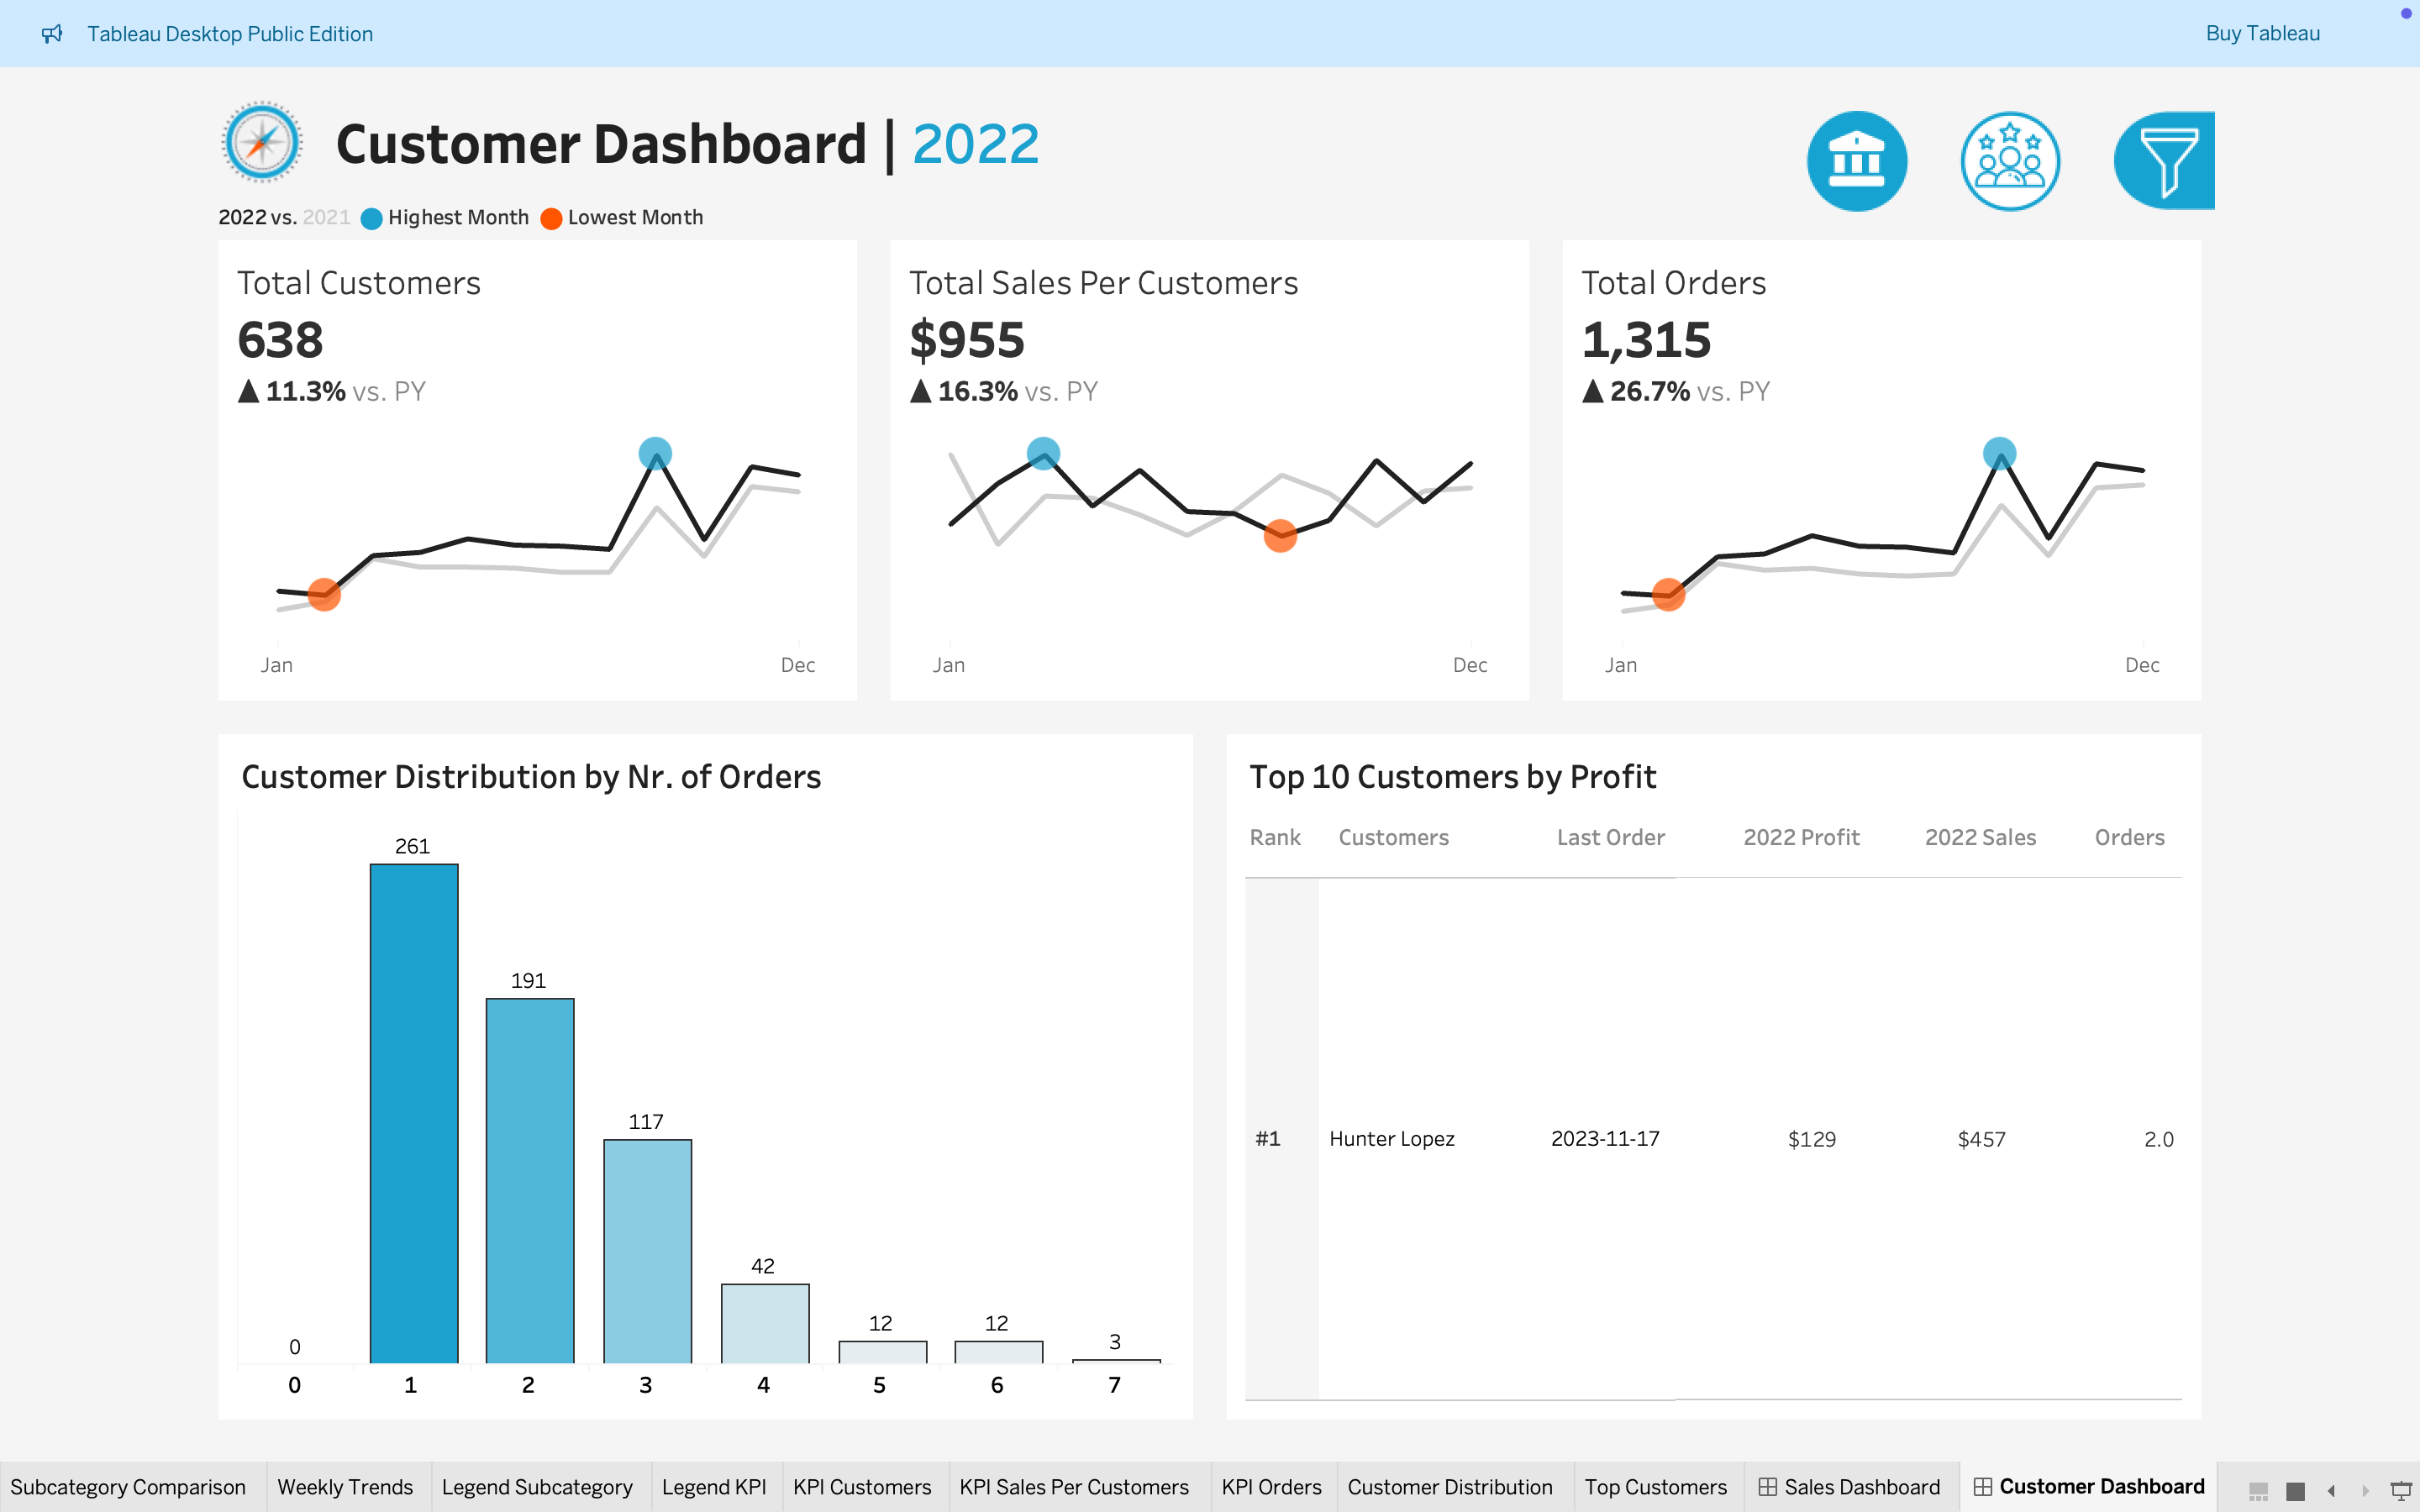 Tableau Desktop Public Edition
Buy Tableau
Customer Dashboard | 2022
2022 vs. 2021 Highest Month Lowest Month
Total Customers
638
▲ 11.3% vs. PY
Jan Dec
Total Sales Per Customers
$955
▲ 16.3% vs. PY
Jan Dec
Total Orders
1,315
▲ 26.7% vs. PY
Jan Dec
Customer Distribution by Nr. of Orders
261
191
117
42
12
12
3
0
0 1 2 3 4 5 6 7
Top 10 Customers by Profit
Rank Customers Last Order 2022 Profit 2022 Sales Orders
#1 Hunter Lopez 2023-11-17 $129 $457 2.0
Subcategory Comparison Weekly Trends Legend Subcategory Legend KPI KPI Customers KPI Sales Per Customers KPI Orders Customer Distribution Top Customers Sales Dashboard Customer Dashboard